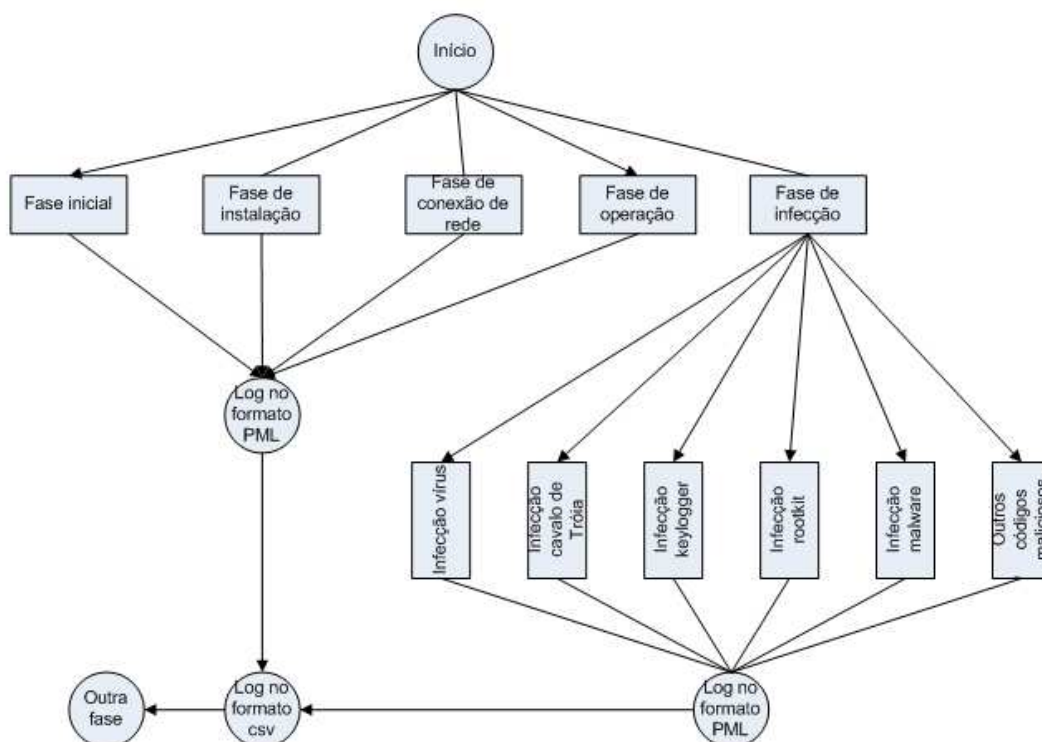 Início
Fase inicial
Fase de
instalação
Fase de
conexão de
rede
Fase de
operação
Fase de
infecção
Log no
formato
PML
Infecção vírus
Infecção
cavalo de
Tróia
Infecção
keylogger
Infecção
rootkit
Infecção
malware
Outros
códigos
maliciosos
Outra
fase
Log no
formato
csv
Log no
formato
PML